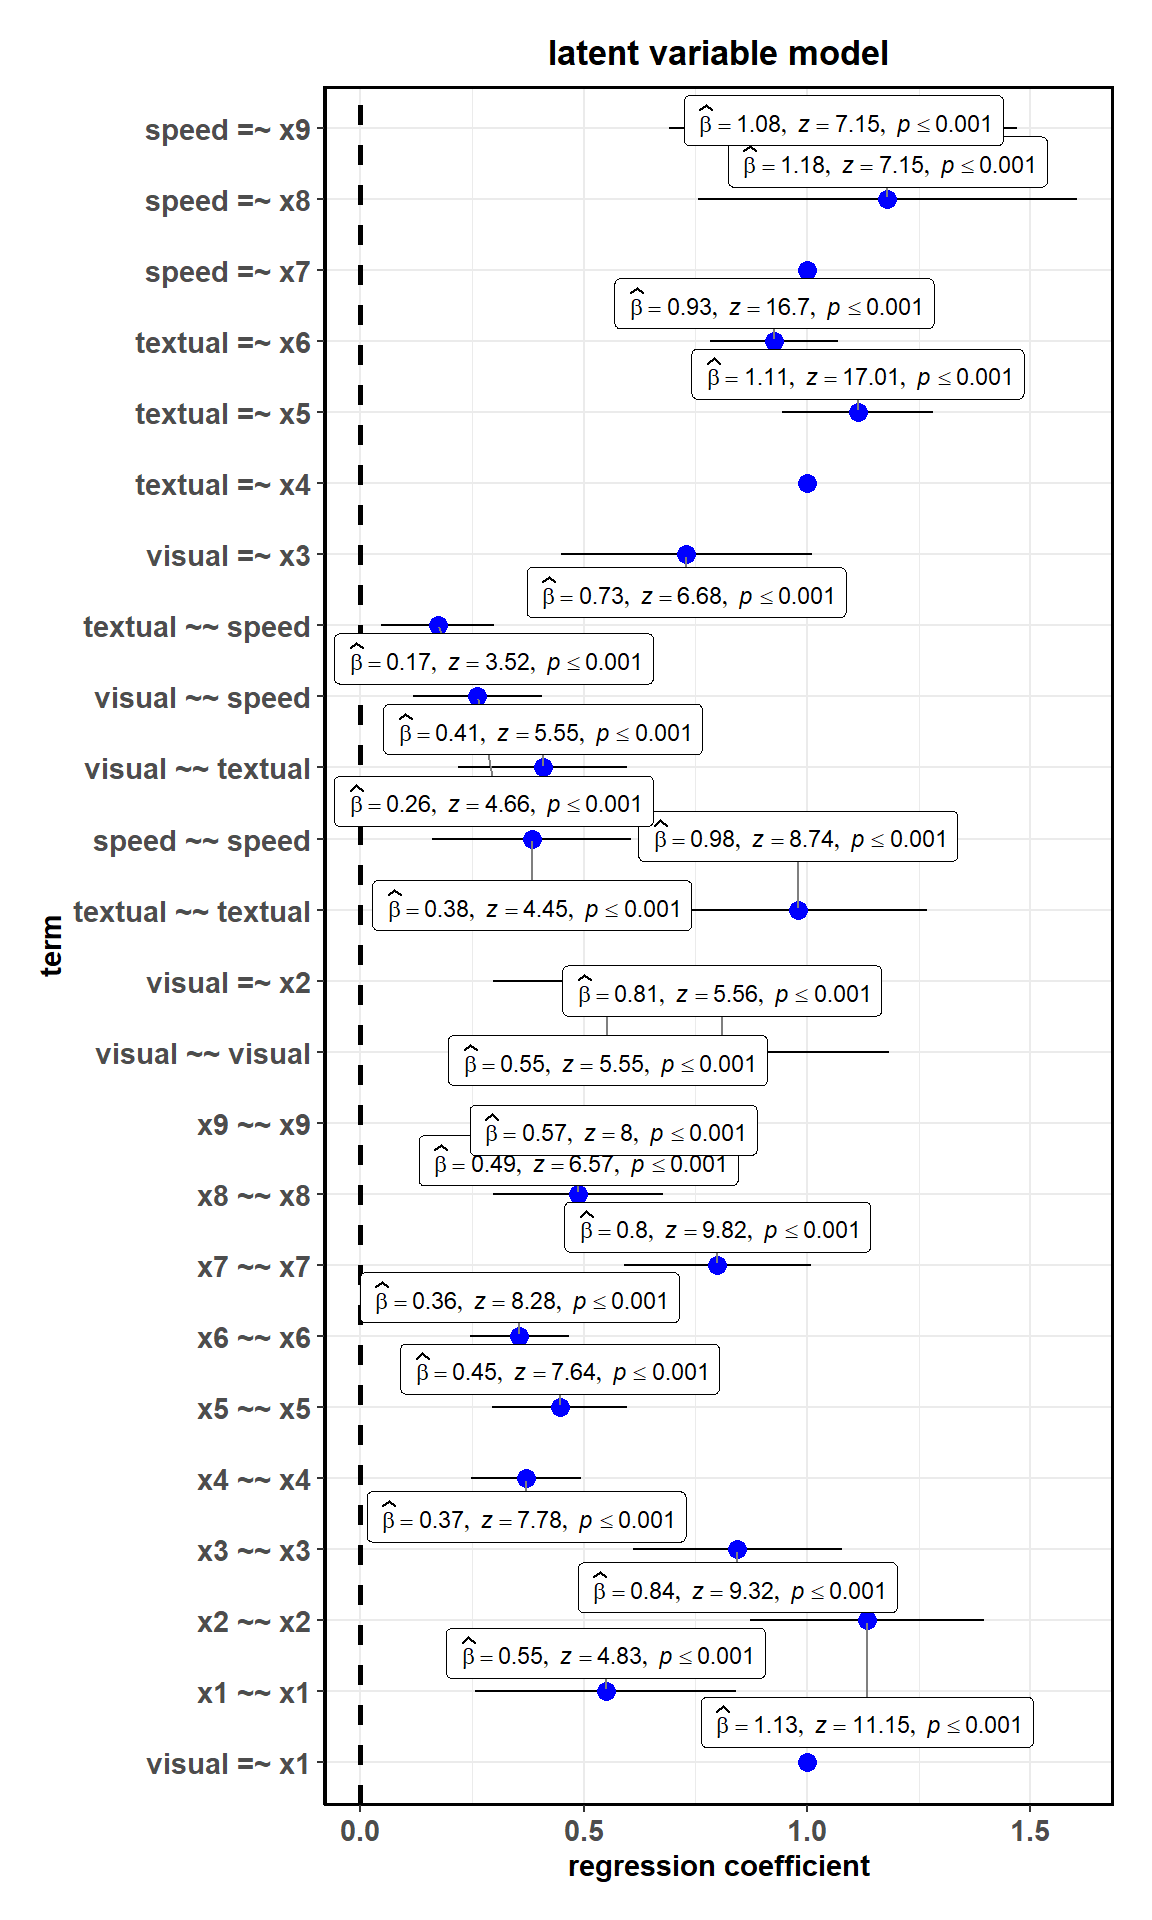 latent variable model
speed =~ x9
β̂ = 1.08, z = 7.15, p ≤ 0.001
β̂ = 1.18, z = 7.15, p ≤ 0.001
speed =~ x8
speed =~ x7
β̂ = 0.93, z = 16.7, p ≤ 0.001
textual =~ x6
β̂ = 1.11, z = 17.01, p ≤ 0.001
textual =~ x5
textual =~ x4
visual =~ x3
β̂ = 0.73, z = 6.68, p ≤ 0.001
textual ~~ speed
β̂ = 0.17, z = 3.52, p ≤ 0.001
visual ~~ speed
β̂ = 0.41, z = 5.55, p ≤ 0.001
visual ~~ textual
β̂ = 0.26, z = 4.66, p ≤ 0.001
speed ~~ speed
β̂ = 0.98, z = 8.74, p ≤ 0.001
textual ~~ textual
β̂ = 0.38, z = 4.45, p ≤ 0.001
term
visual =~ x2
β̂ = 0.81, z = 5.56, p ≤ 0.001
visual ~~ visual
β̂ = 0.55, z = 5.55, p ≤ 0.001
x9 ~~ x9
β̂ = 0.57, z = 8, p ≤ 0.001
β̂ = 0.49, z = 6.57, p ≤ 0.001
x8 ~~ x8
β̂ = 0.8, z = 9.82, p ≤ 0.001
x7 ~~ x7
β̂ = 0.36, z = 8.28, p ≤ 0.001
x6 ~~ x6
β̂ = 0.45, z = 7.64, p ≤ 0.001
x5 ~~ x5
x4 ~~ x4
β̂ = 0.37, z = 7.78, p ≤ 0.001
x3 ~~ x3
β̂ = 0.84, z = 9.32, p ≤ 0.001
x2 ~~ x2
β̂ = 0.55, z = 4.83, p ≤ 0.001
x1 ~~ x1
β̂ = 1.13, z = 11.15, p ≤ 0.001
visual =~ x1
0.0 0.5 1.0 1.5
regression coefficient